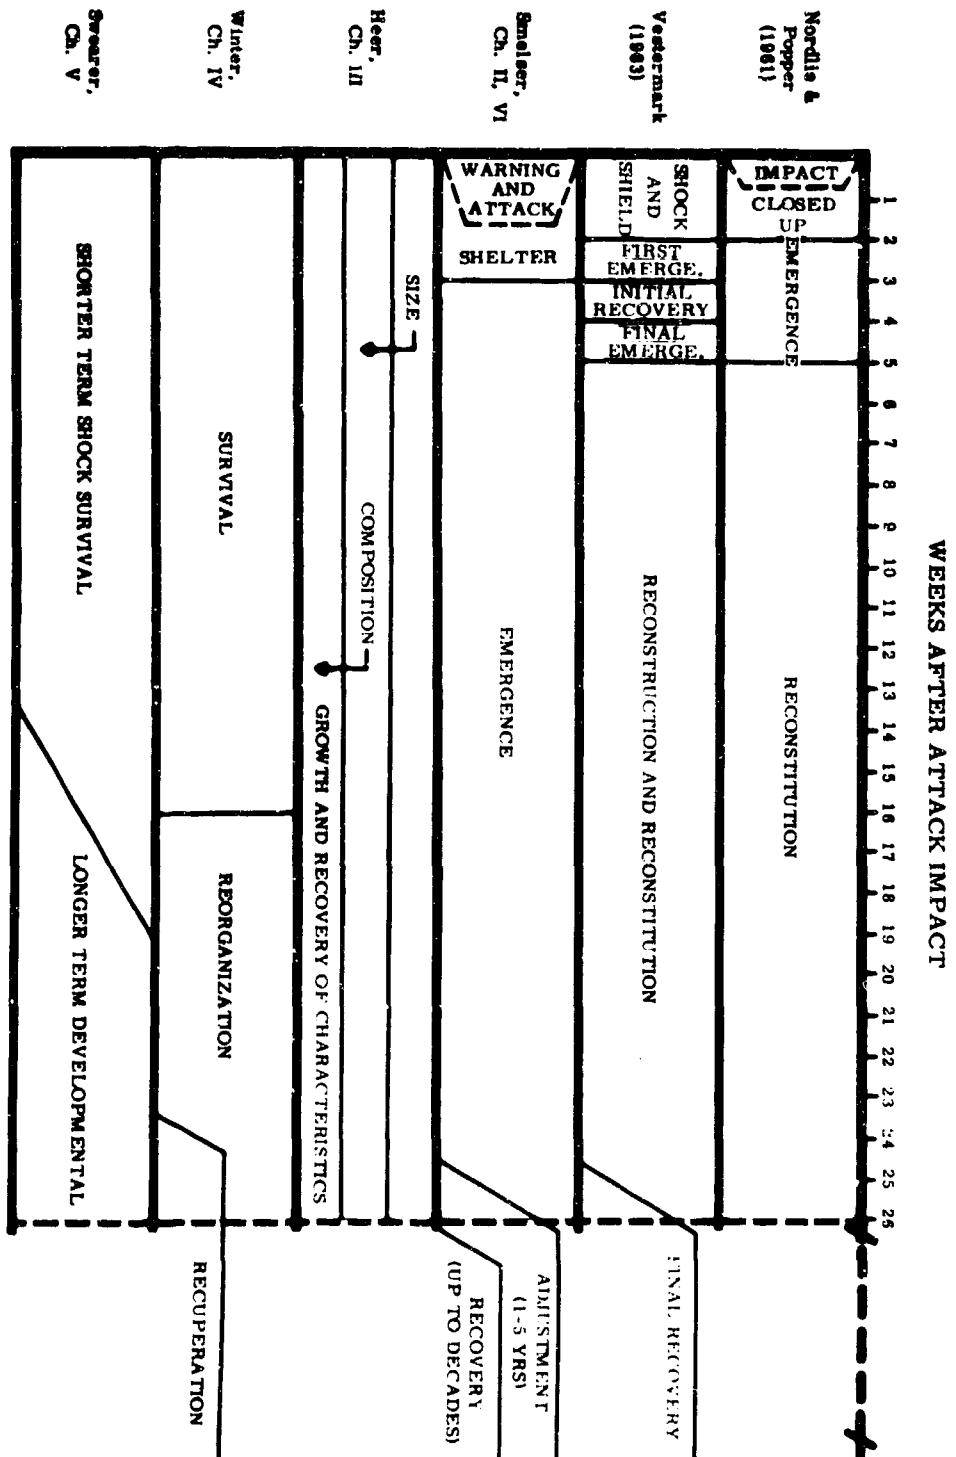 WEEKS AFTER ATTACK IMPACT
1 2 3 4 5 6 7 8 9 10 11 12 13 14 15 16 17 18 19 20 21 22 23 24 25 26
Nordlie &
Popper
(1961)
IMPACT
CLOSED
UP
EMERGENCE
RECONSTITUTION
Vestermark
(1963)
SHOCK
AND
SHIELD
FIRST
EMERGE.
INITIAL
RECOVERY
FINAL
EMERGE.
RECONSTRUCTION AND RECONSTITUTION
FINAL RECOVERY
Smelser,
Ch. II, VI
WARNING
AND
ATTACK
SHELTER
EMERGENCE
ADJUSTMENT
(1-5 YRS)
RECOVERY
(UP TO DECADES)
Heer,
Ch. III
SIZE
COMPOSITION
GROWTH AND RECOVERY OF CHARACTERISTICS
Winter,
Ch. IV
SURVIVAL
REORGANIZATION
RECUPERATION
Swearer,
Ch. V
SHORTER TERM SHOCK SURVIVAL
LONGER TERM DEVELOPMENTAL